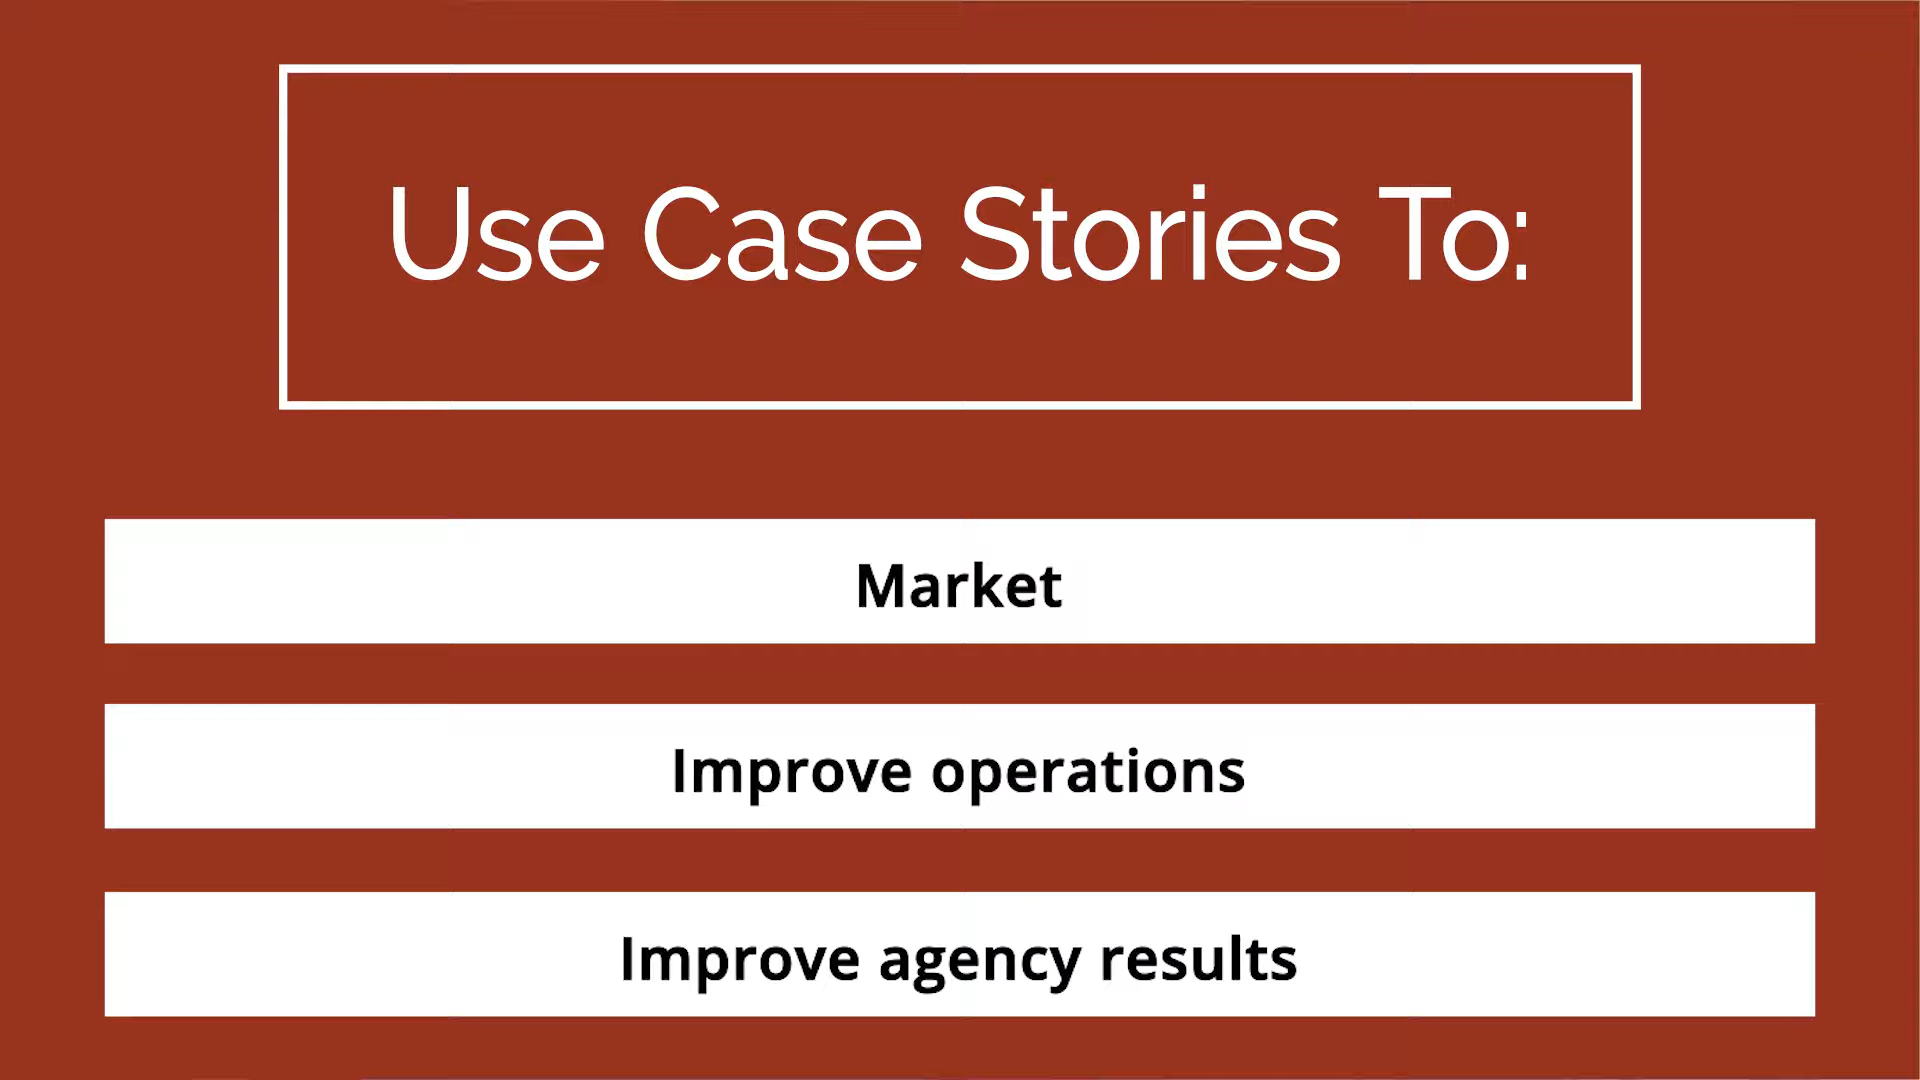 Use Case Stories To:
Market
Improve operations
Improve agency results